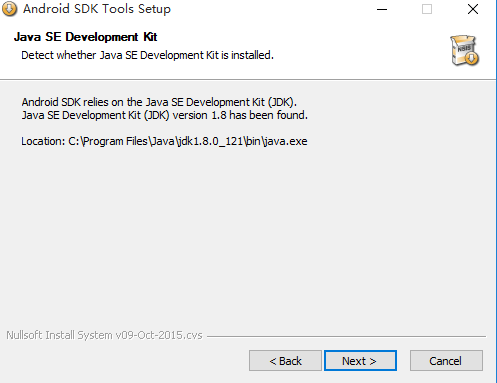 Android SDK Tools Setup
Java SE Development Kit
Detect whether Java SE Development Kit is installed.
NSIS
Android SDK relies on the Java SE Development Kit (JDK).
Java SE Development Kit (JDK) version 1.8 has been found.
Location: C:\Program Files\Java\jdk1.8.0_121\bin\java.exe
Nullsoft Install System v09-Oct-2015.cvs
< Back
Next >
Cancel